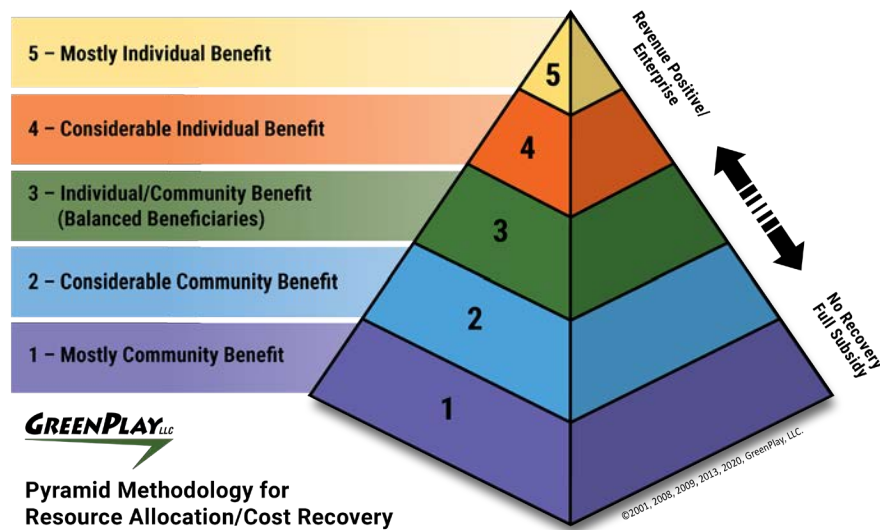 5 – Mostly Individual Benefit
4 – Considerable Individual Benefit
3 – Individual/Community Benefit
(Balanced Beneficiaries)
2 – Considerable Community Benefit
1 – Mostly Community Benefit
5
4
3
2
1
Revenue Positive/
Enterprise
No Recovery
Full Subsidy
GREENPLAY LLC
Pyramid Methodology for
Resource Allocation/Cost Recovery
©2001, 2008, 2009, 2013, 2020, GreenPlay, LLC.